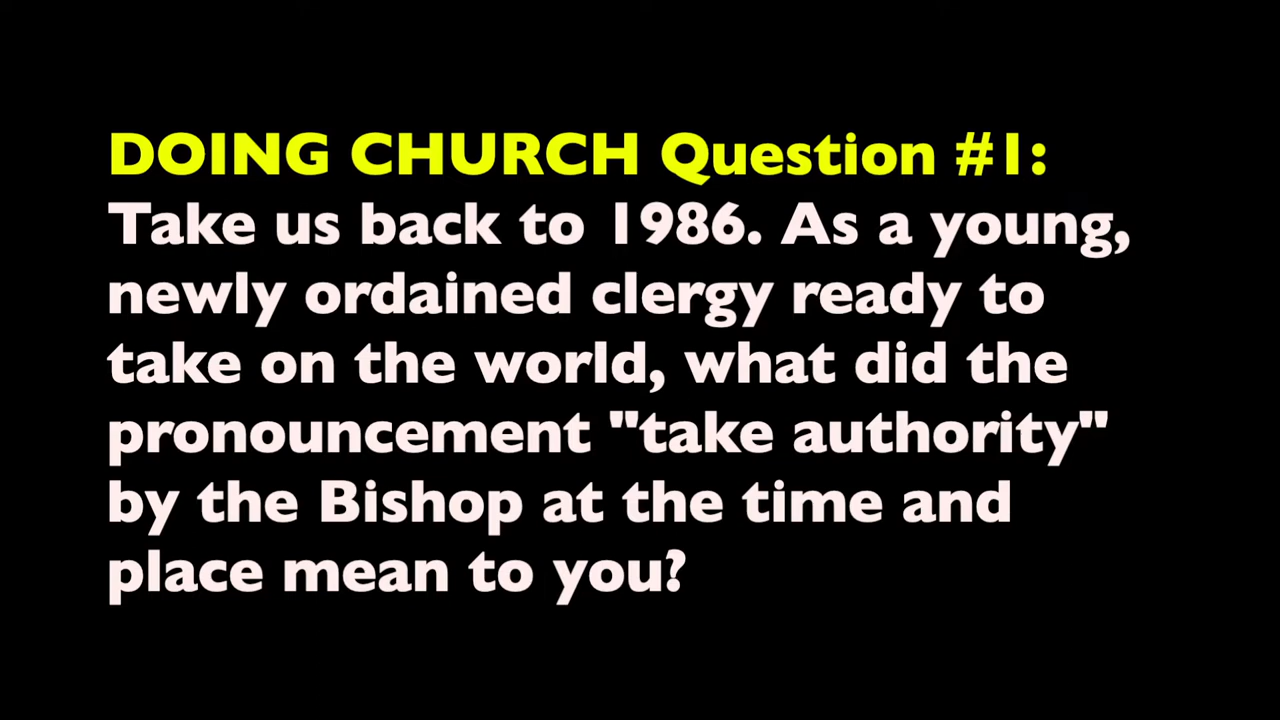 DOING CHURCH Question #1:
Take us back to 1986. As a young,
newly ordained clergy ready to
take on the world, what did the
pronouncement "take authority"
by the Bishop at the time and
place mean to you?